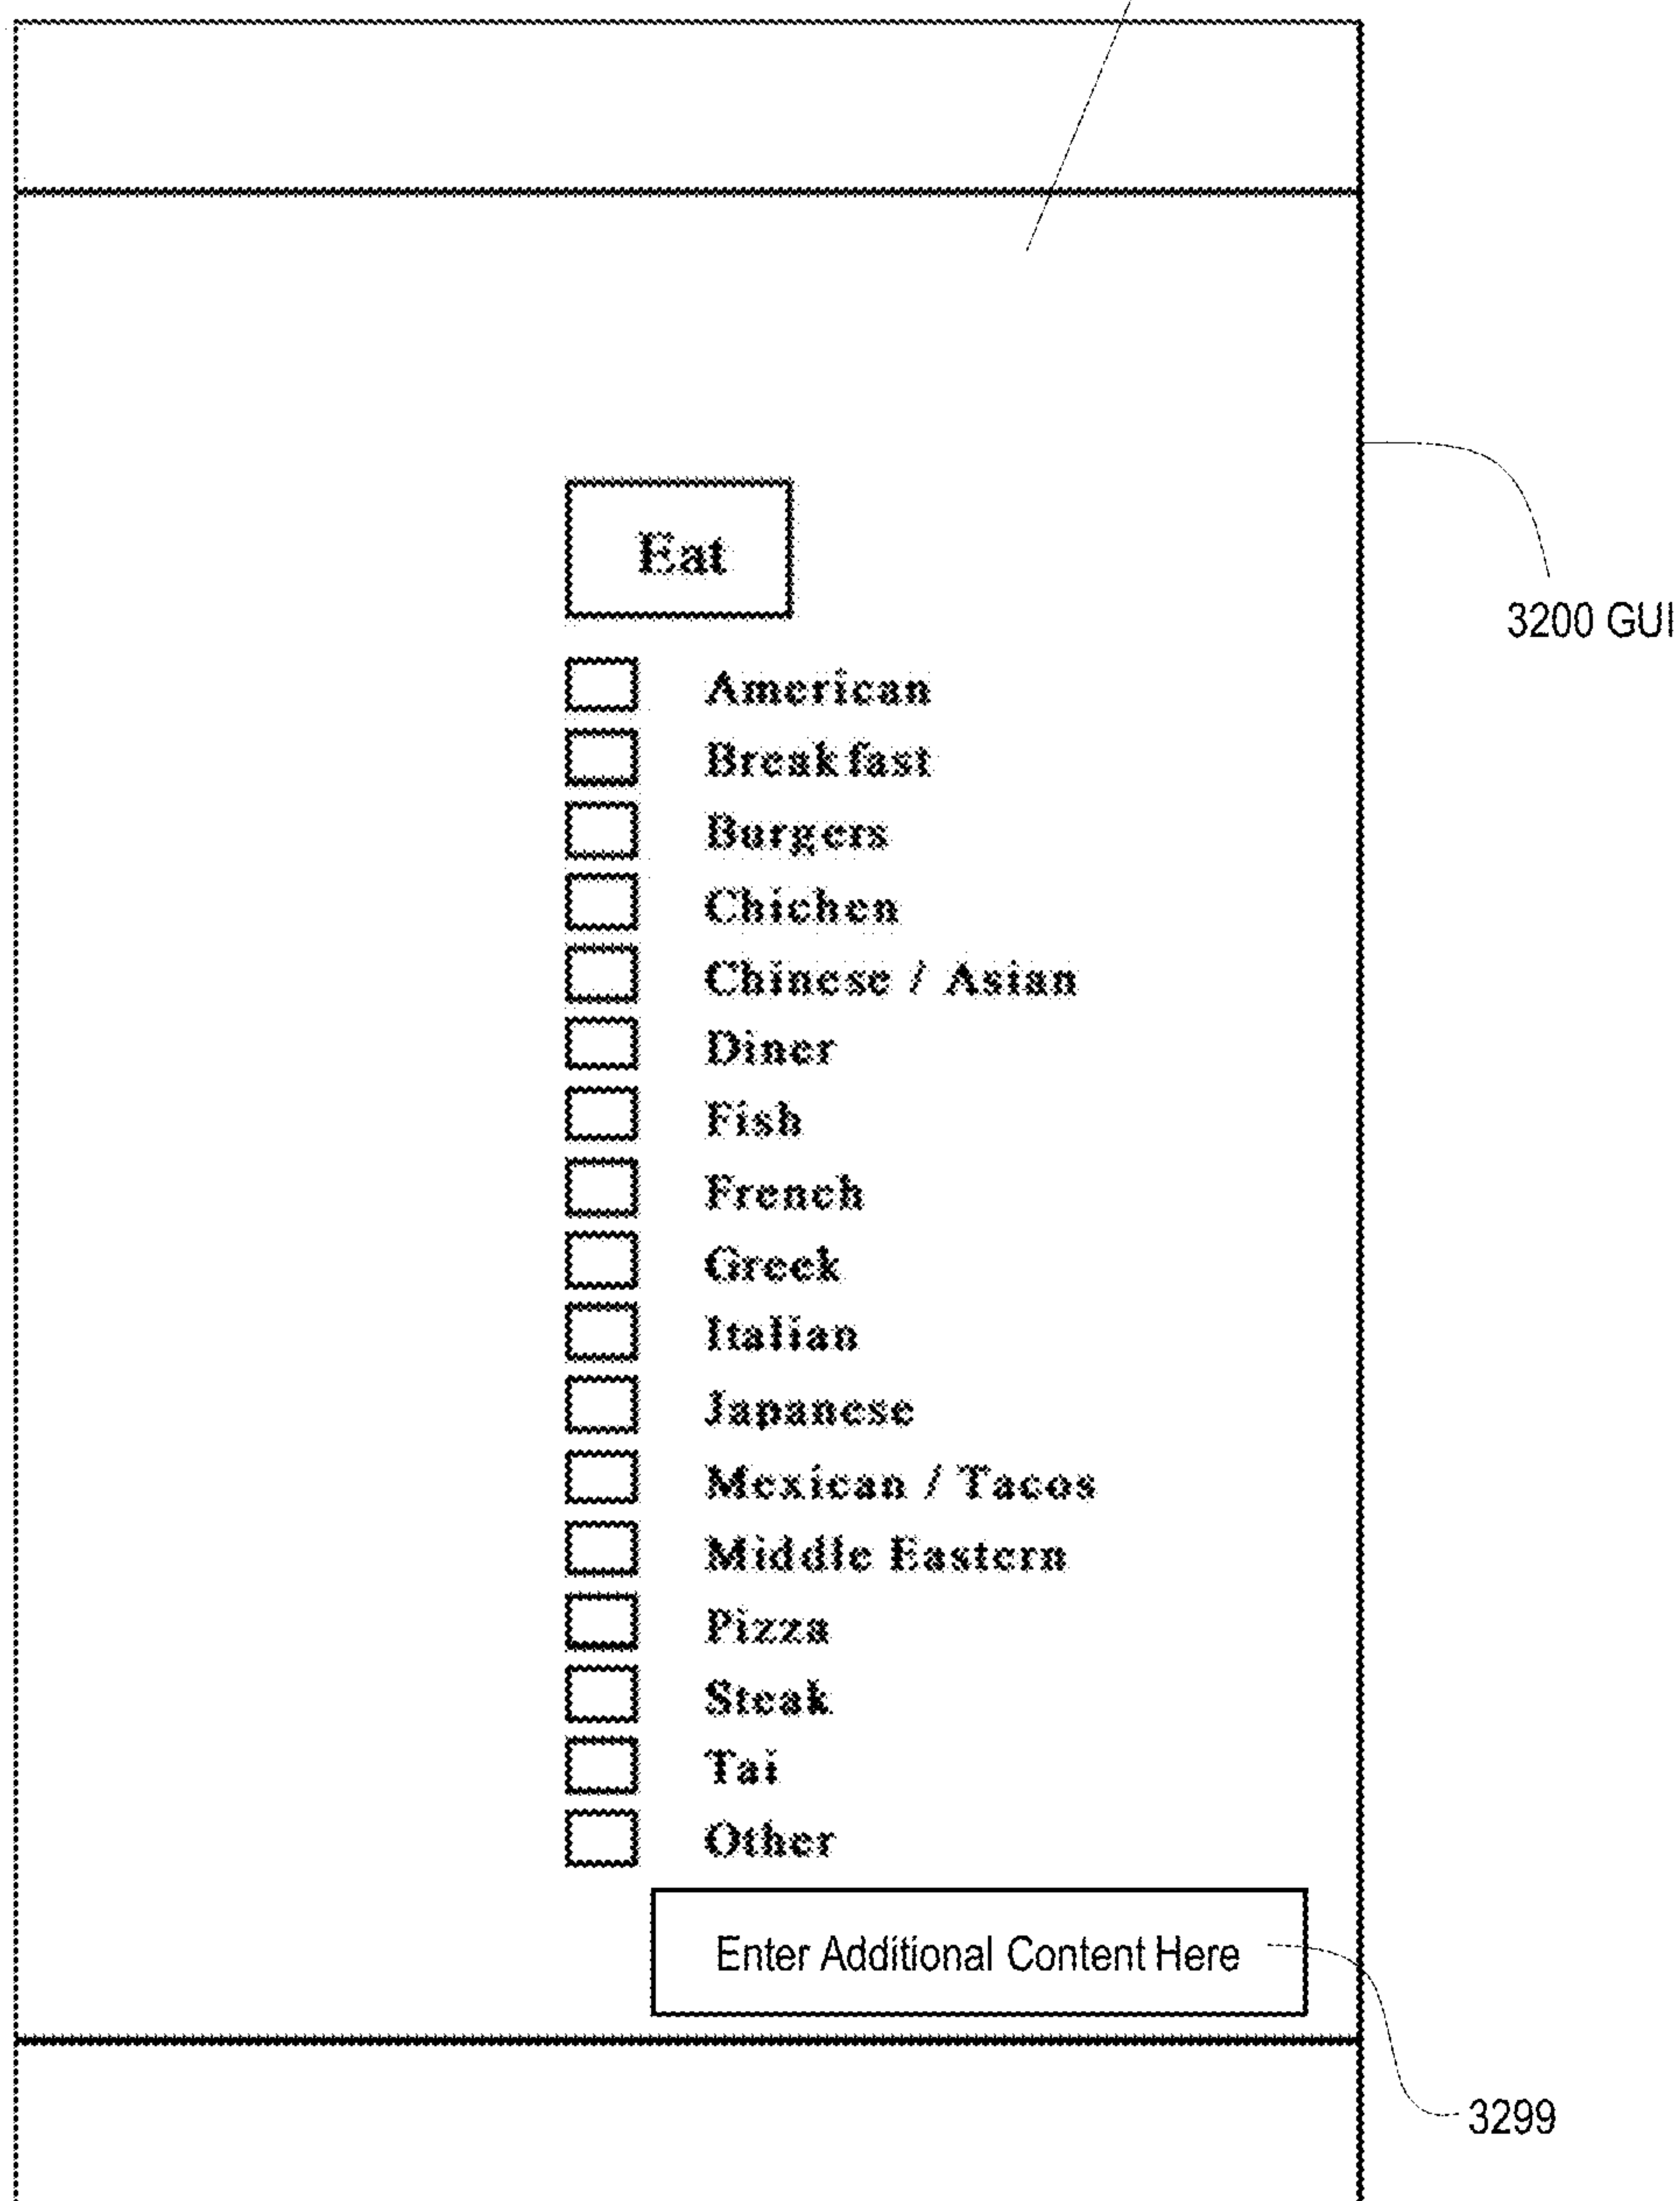 Eat
3200 GUI
American
Breakfast
Burgers
Chichen
Chinese / Asian
Diner
Fish
French
Greek
Italian
Japanese
Mexican / Tacos
Middle Eastern
Pizza
Steak
Tai
Other
Enter Additional Content Here
3299